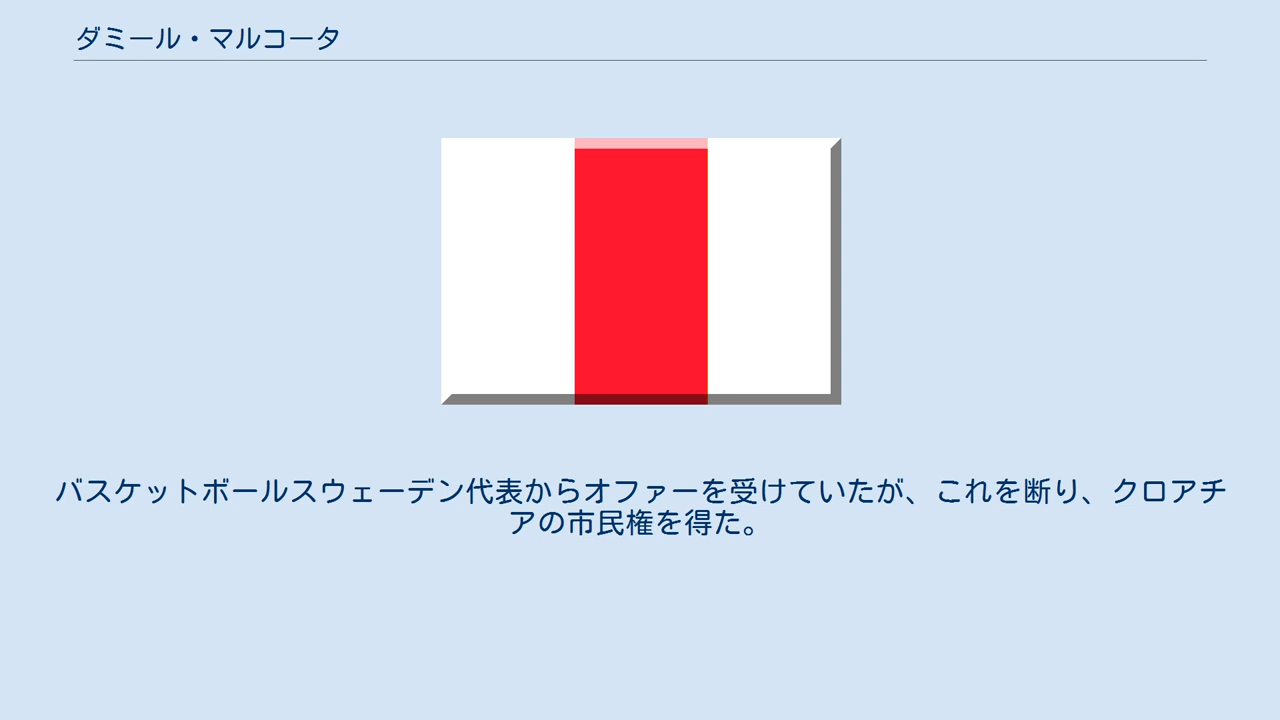 ダミール・マルコータ
バスケットボールスウェーデン代表からオファーを受けていたが、これを断り、クロアチ
アの市民権を得た。